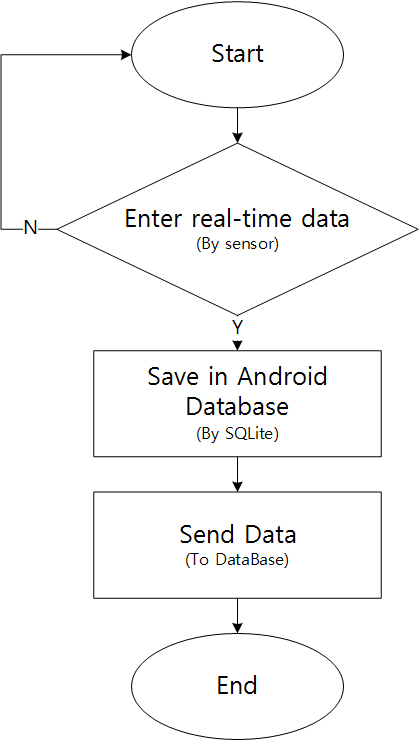 Start
Enter real-time data
(By sensor)
N
Y
Save in Android
Database
(By SQLite)
Send Data
(To DataBase)
End